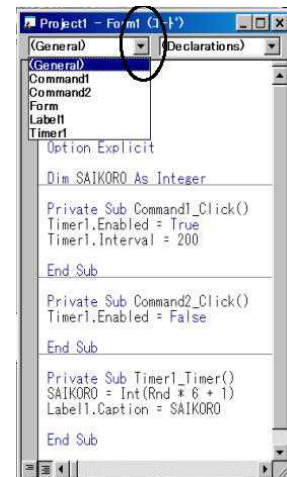 Project1 - Form1 (ｺｰﾄﾞ)
(General) (Declarations)
(General)
Command1
Command2
Form
Label1
Timer1
Option Explicit
Dim SAIKORO As Integer
Private Sub Command1_Click()
Timer1.Enabled = True
Timer1.Interval = 200
End Sub
Private Sub Command2_Click()
Timer1.Enabled = False
End Sub
Private Sub Timer1_Timer()
SAIKORO = Int(Rnd * 6 + 1)
Label1.Caption = SAIKORO
End Sub